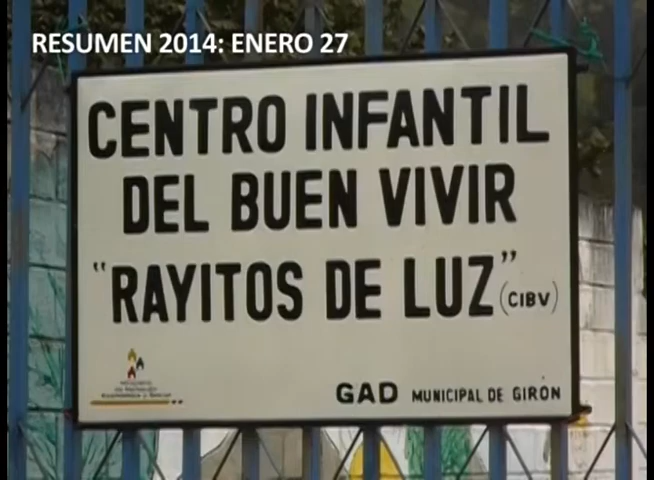 RESUMEN 2014: ENERO 27
CENTRO INFANTIL
DEL BUEN VIVIR
"RAYITOS DE LUZ" (CIBV)
GAD MUNICIPAL DE GIRÓN